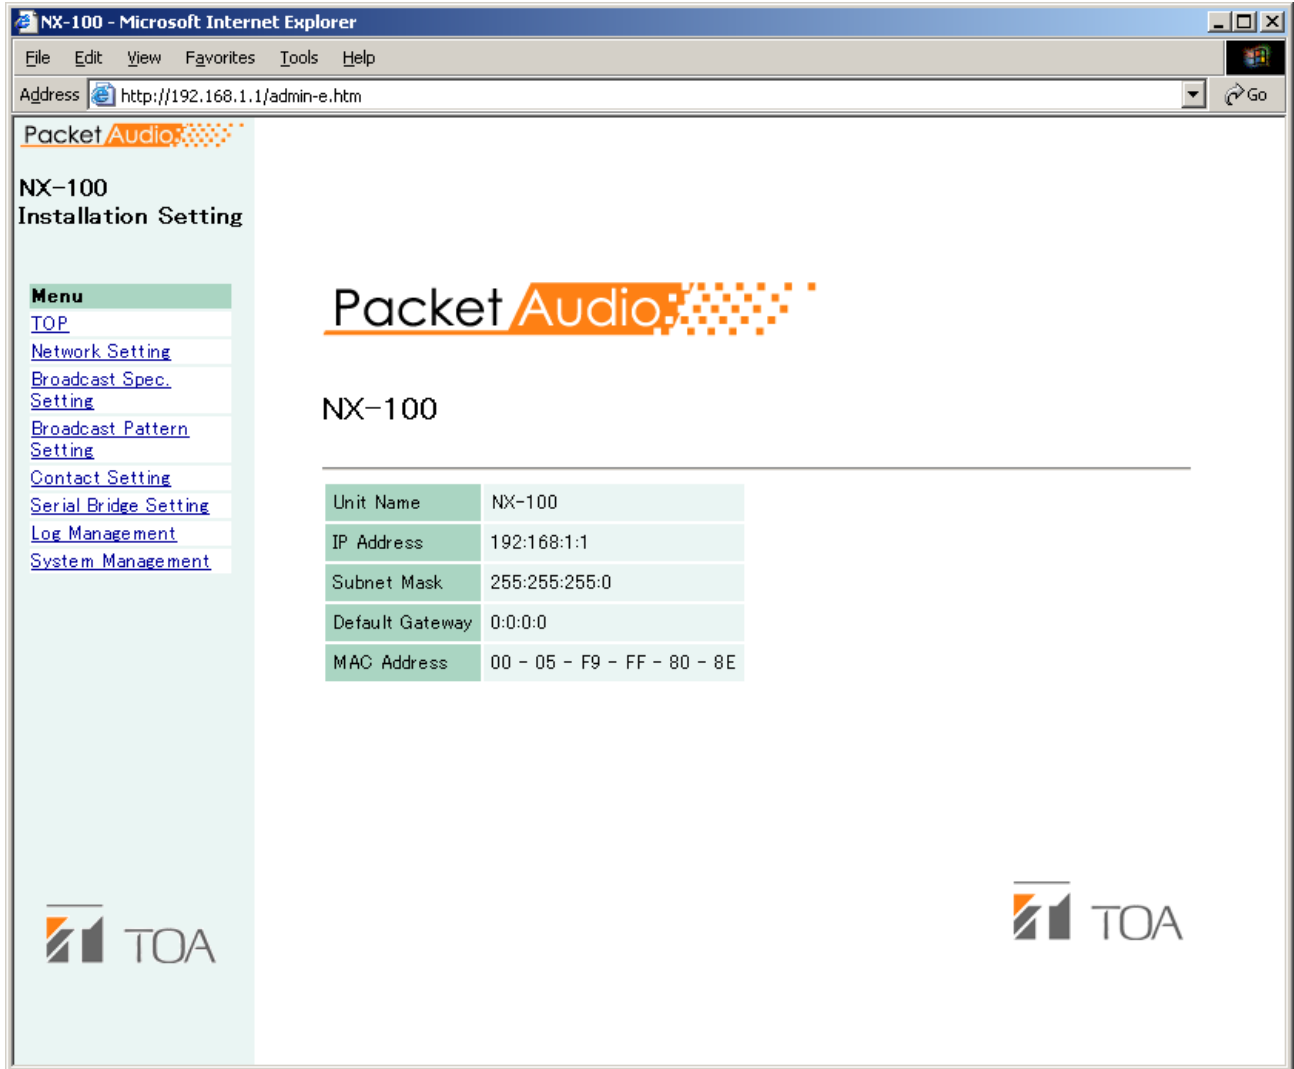 NX-100 - Microsoft Internet Explorer
File Edit View Favorites Tools Help
Address http://192.168.1.1/admin-e.htm Go
Packet Audio
NX-100
Installation Setting
Menu
TOP
Network Setting
Broadcast Spec.
Setting
Broadcast Pattern
Setting
Contact Setting
Serial Bridge Setting
Log Management
System Management
TOA
Packet Audio
NX-100
Unit Name NX-100
IP Address 192:168:1:1
Subnet Mask 255:255:255:0
Default Gateway 0:0:0:0
MAC Address 00 - 05 - F9 - FF - 80 - 8E
TOA